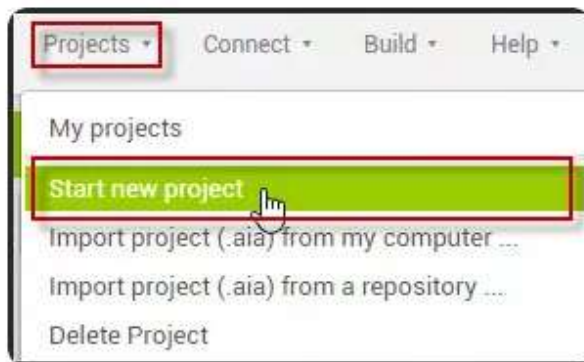 Projects Connect Build Help
My projects
Start new project
Import project (.aia) from my computer ...
Import project (.aia) from a repository ...
Delete Project